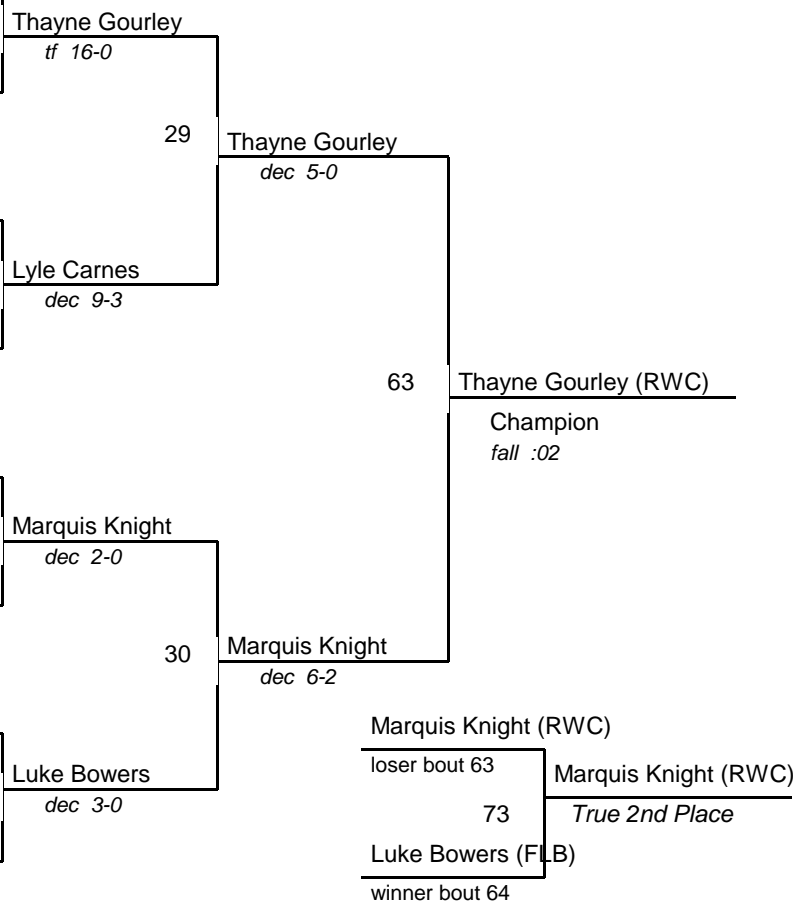 Thayne Gourley
tf 16-0
29
Thayne Gourley
dec 5-0
Lyle Carnes
dec 9-3
63
Thayne Gourley (RWC)
Champion
fall :02
Marquis Knight
dec 2-0
30
Marquis Knight
dec 6-2
Luke Bowers
dec 3-0
Marquis Knight (RWC)
loser bout 63
Marquis Knight (RWC)
73
True 2nd Place
Luke Bowers (FLB)
winner bout 64